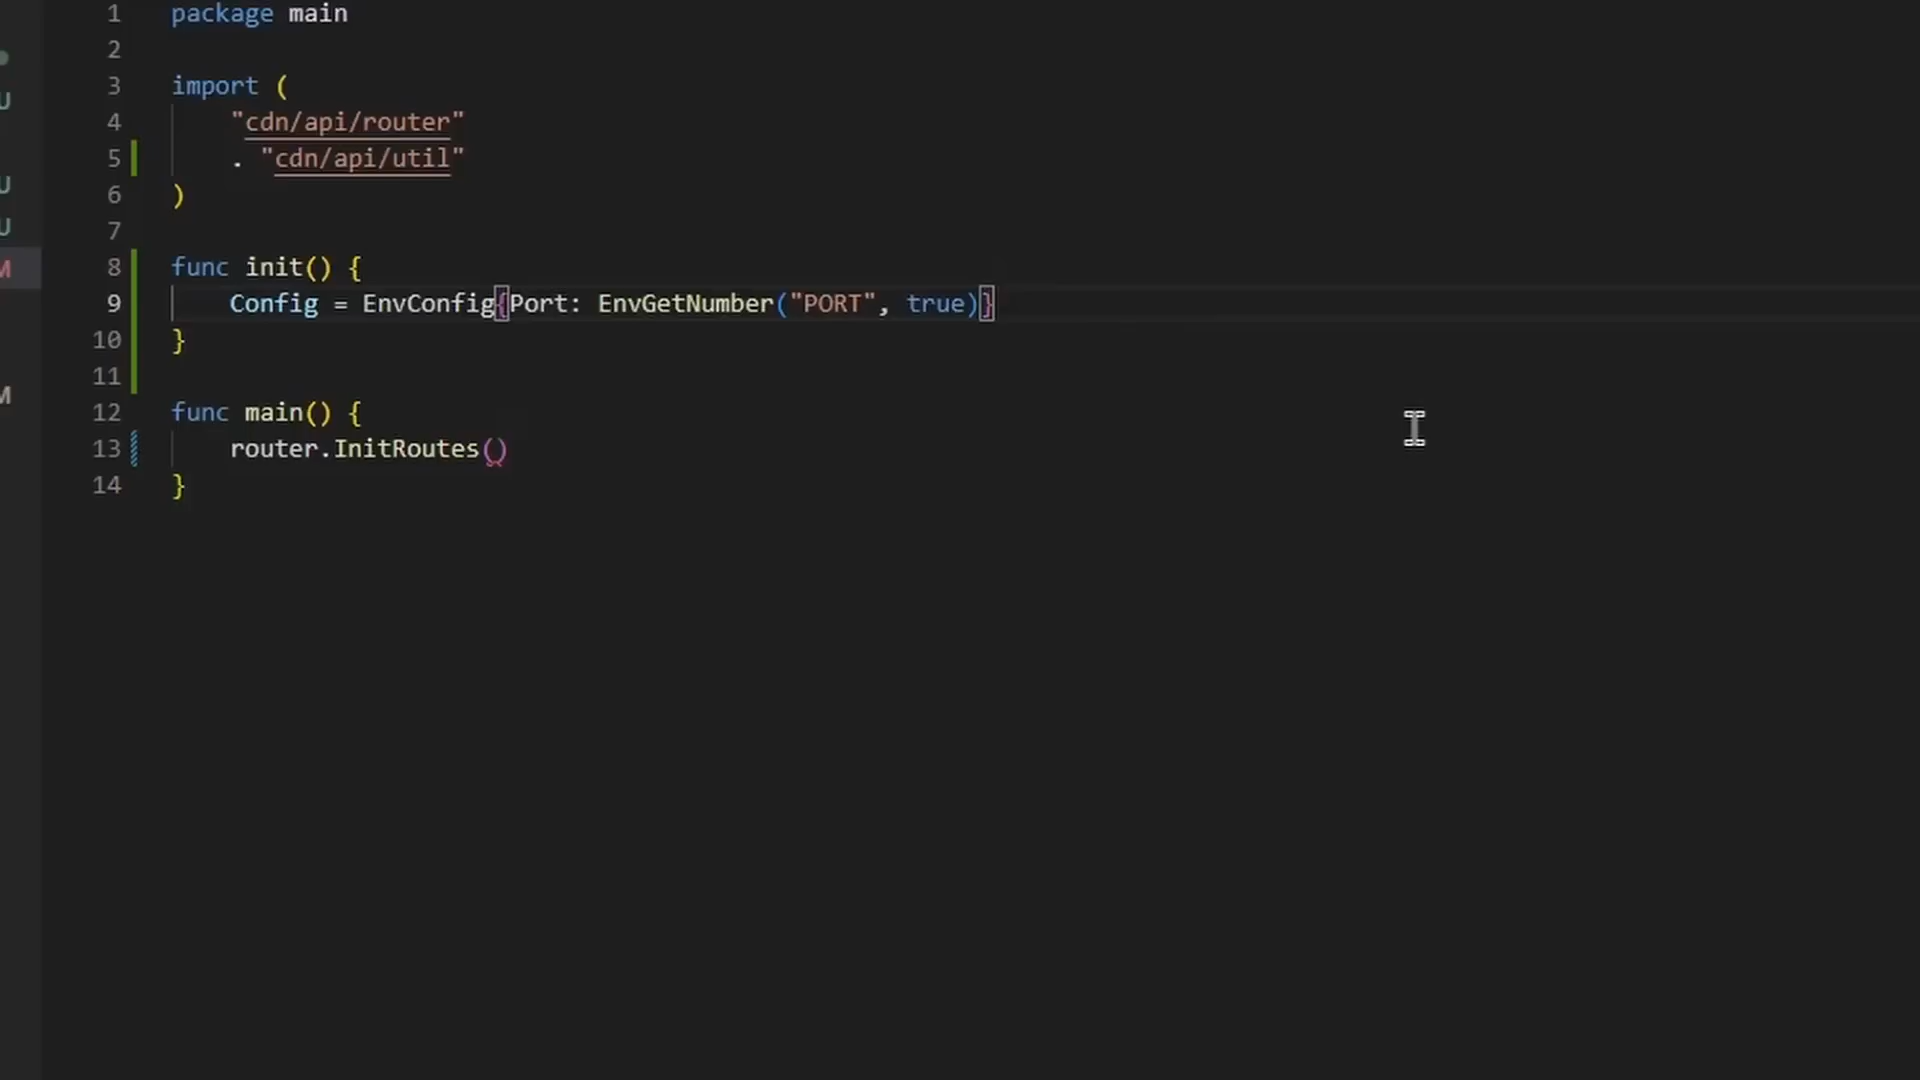 1 package main
2
3 import (
4 "cdn/api/router"
5 . "cdn/api/util"
6 )
7
8 func init() {
9 Config = EnvConfig{Port: EnvGetNumber("PORT", true)}
10 }
11
12 func main() {
13 router.InitRoutes()
14 }
U
U
U
M
M